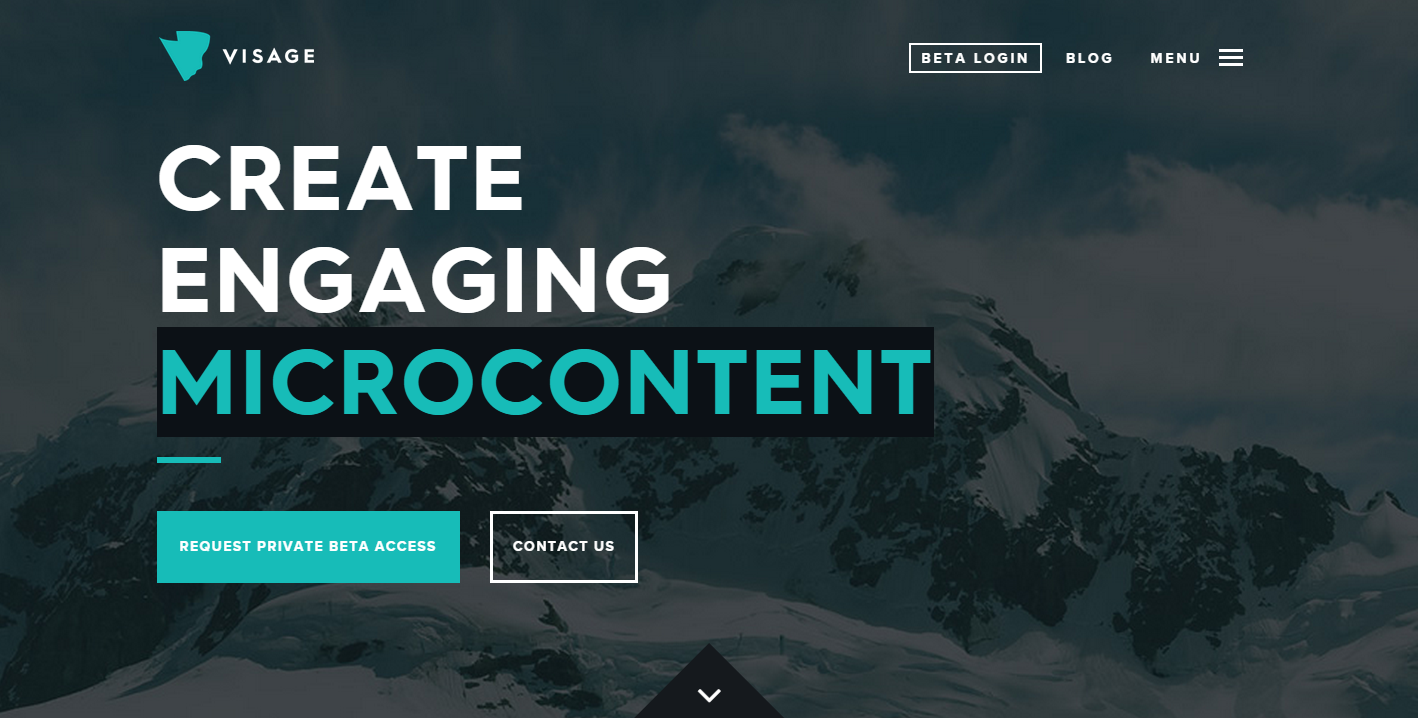 VISAGE
BETA LOGIN
BLOG
MENU
CREATE
ENGAGING
MICROCONTENT
REQUEST PRIVATE BETA ACCESS
CONTACT US